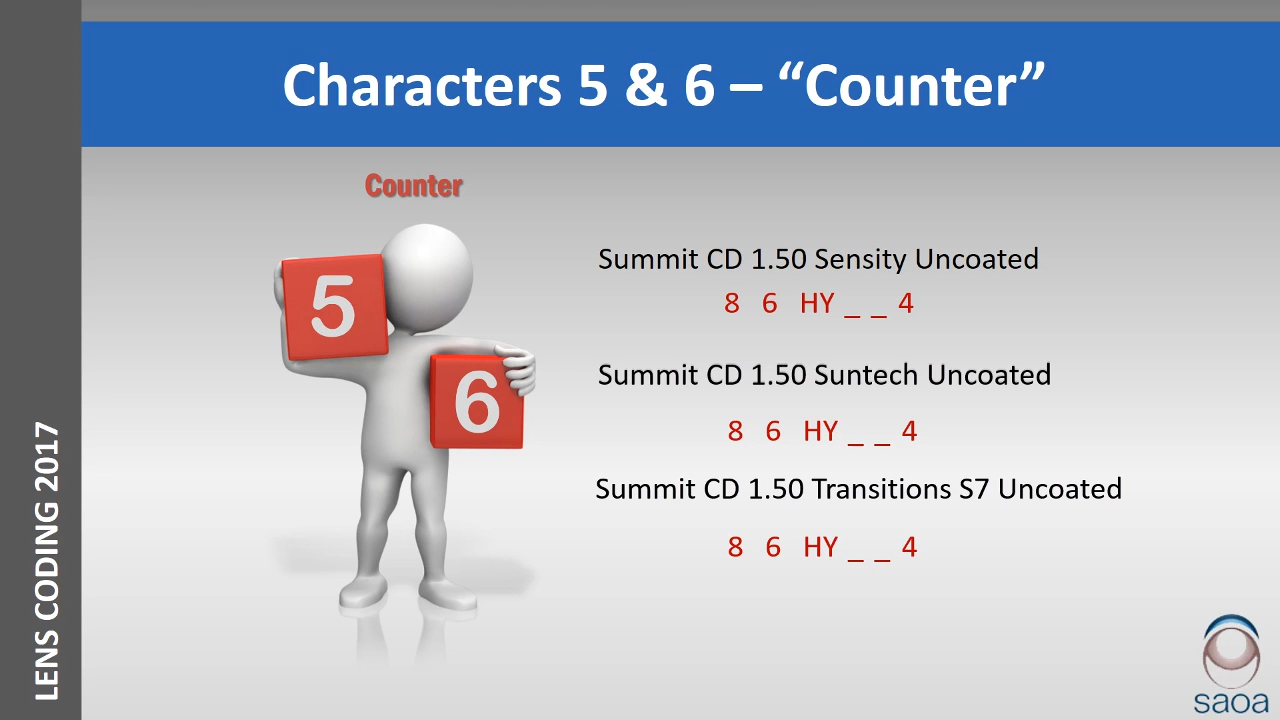 Characters 5 & 6 – “Counter”
Counter
5
6
Summit CD 1.50 Sensity Uncoated
8 6 HY _ _ 4
Summit CD 1.50 Suntech Uncoated
8 6 HY _ _ 4
Summit CD 1.50 Transitions S7 Uncoated
8 6 HY _ _ 4
LENS CODING 2017
saoa